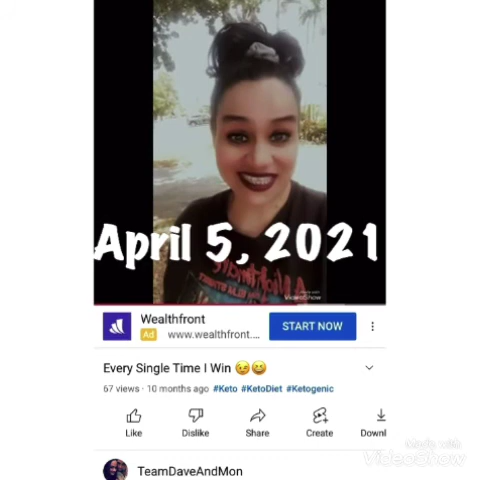 April 5, 2021
VideoShow
Wealthfront
Ad www.wealthfront....
START NOW
Every Single Time I Win 😉😆
67 views · 10 months ago #Keto #KetoDiet #Ketogenic
Like Dislike Share Create Downl
Made with
VideoShow
TeamDaveAndMon